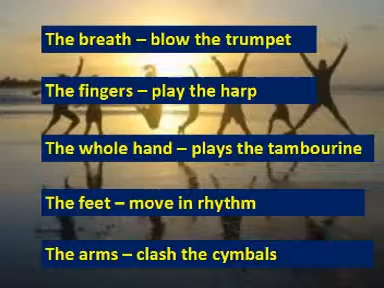 The breath – blow the trumpet
The fingers – play the harp
The whole hand – plays the tambourine
The feet – move in rhythm
The arms – clash the cymbals